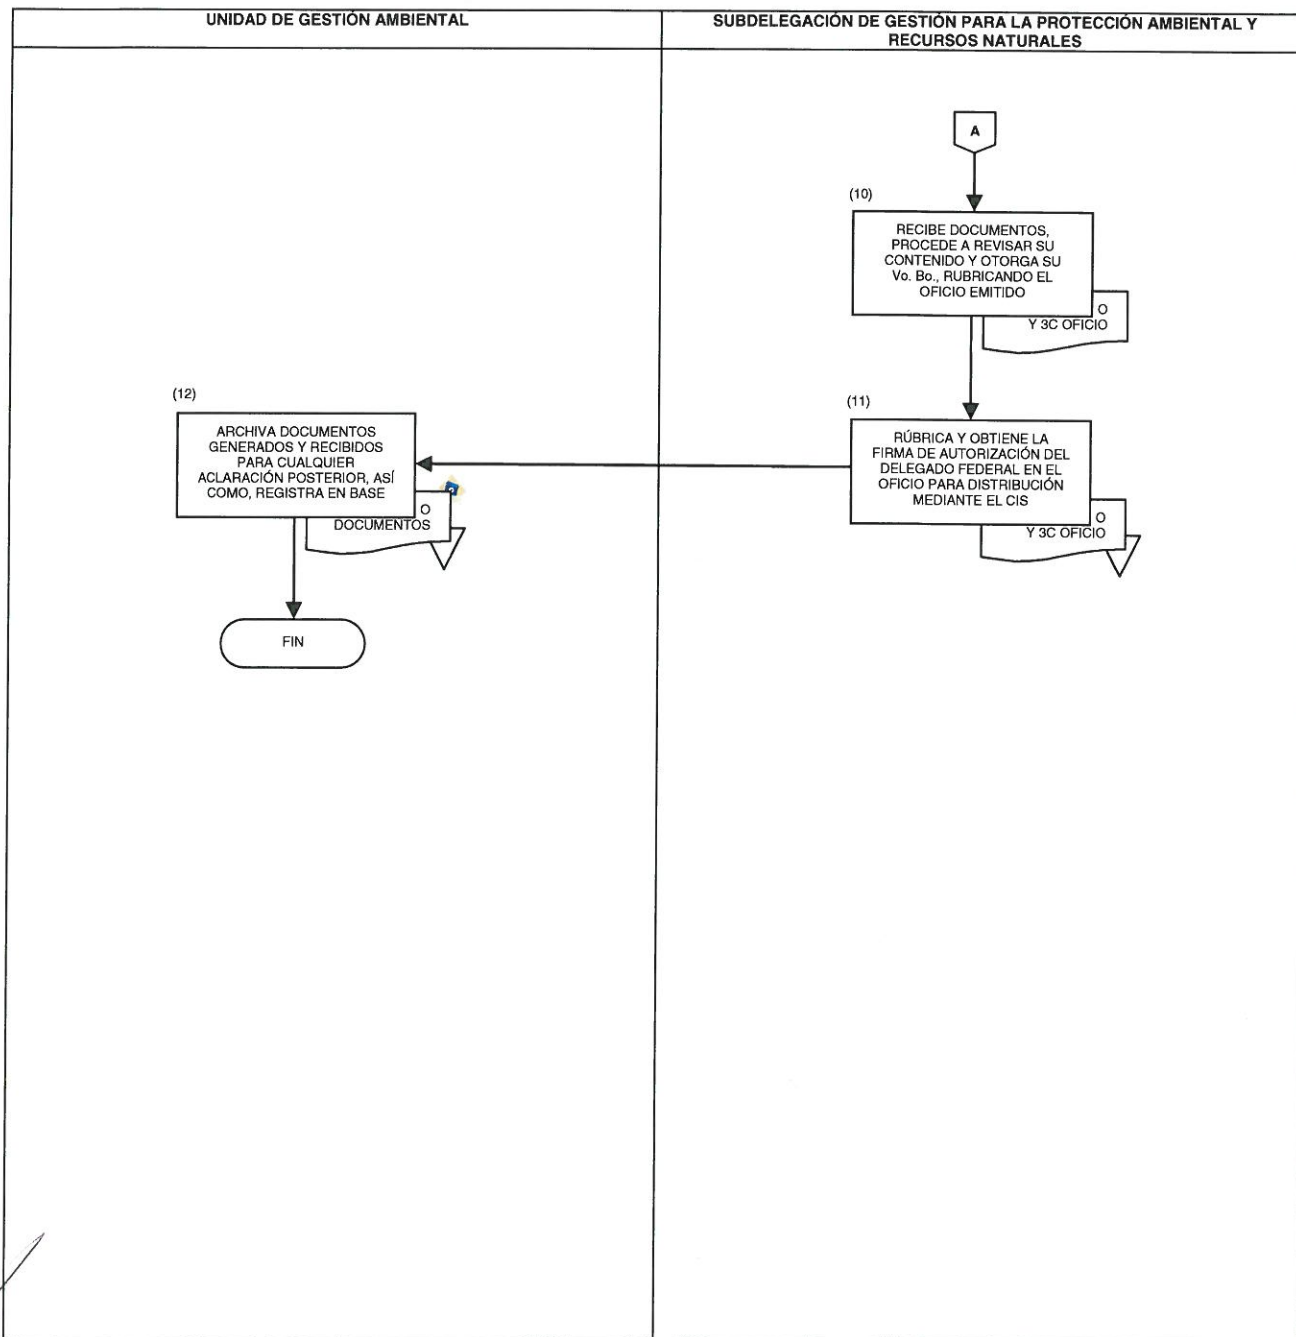 UNIDAD DE GESTIÓN AMBIENTAL
SUBDELEGACIÓN DE GESTIÓN PARA LA PROTECCIÓN AMBIENTAL Y
RECURSOS NATURALES
A
(10)
RECIBE DOCUMENTOS,
PROCEDE A REVISAR SU
CONTENIDO Y OTORGA SU
Vo. Bo., RUBRICANDO EL
OFICIO EMITIDO
O
Y 3C OFICIO
(11)
RÚBRICA Y OBTIENE LA
FIRMA DE AUTORIZACIÓN DEL
DELEGADO FEDERAL EN EL
OFICIO PARA DISTRIBUCIÓN
MEDIANTE EL CIS
O
Y 3C OFICIO
(12)
ARCHIVA DOCUMENTOS
GENERADOS Y RECIBIDOS
PARA CUALQUIER
ACLARACIÓN POSTERIOR, ASÍ
COMO, REGISTRA EN BASE
O
DOCUMENTOS
FIN